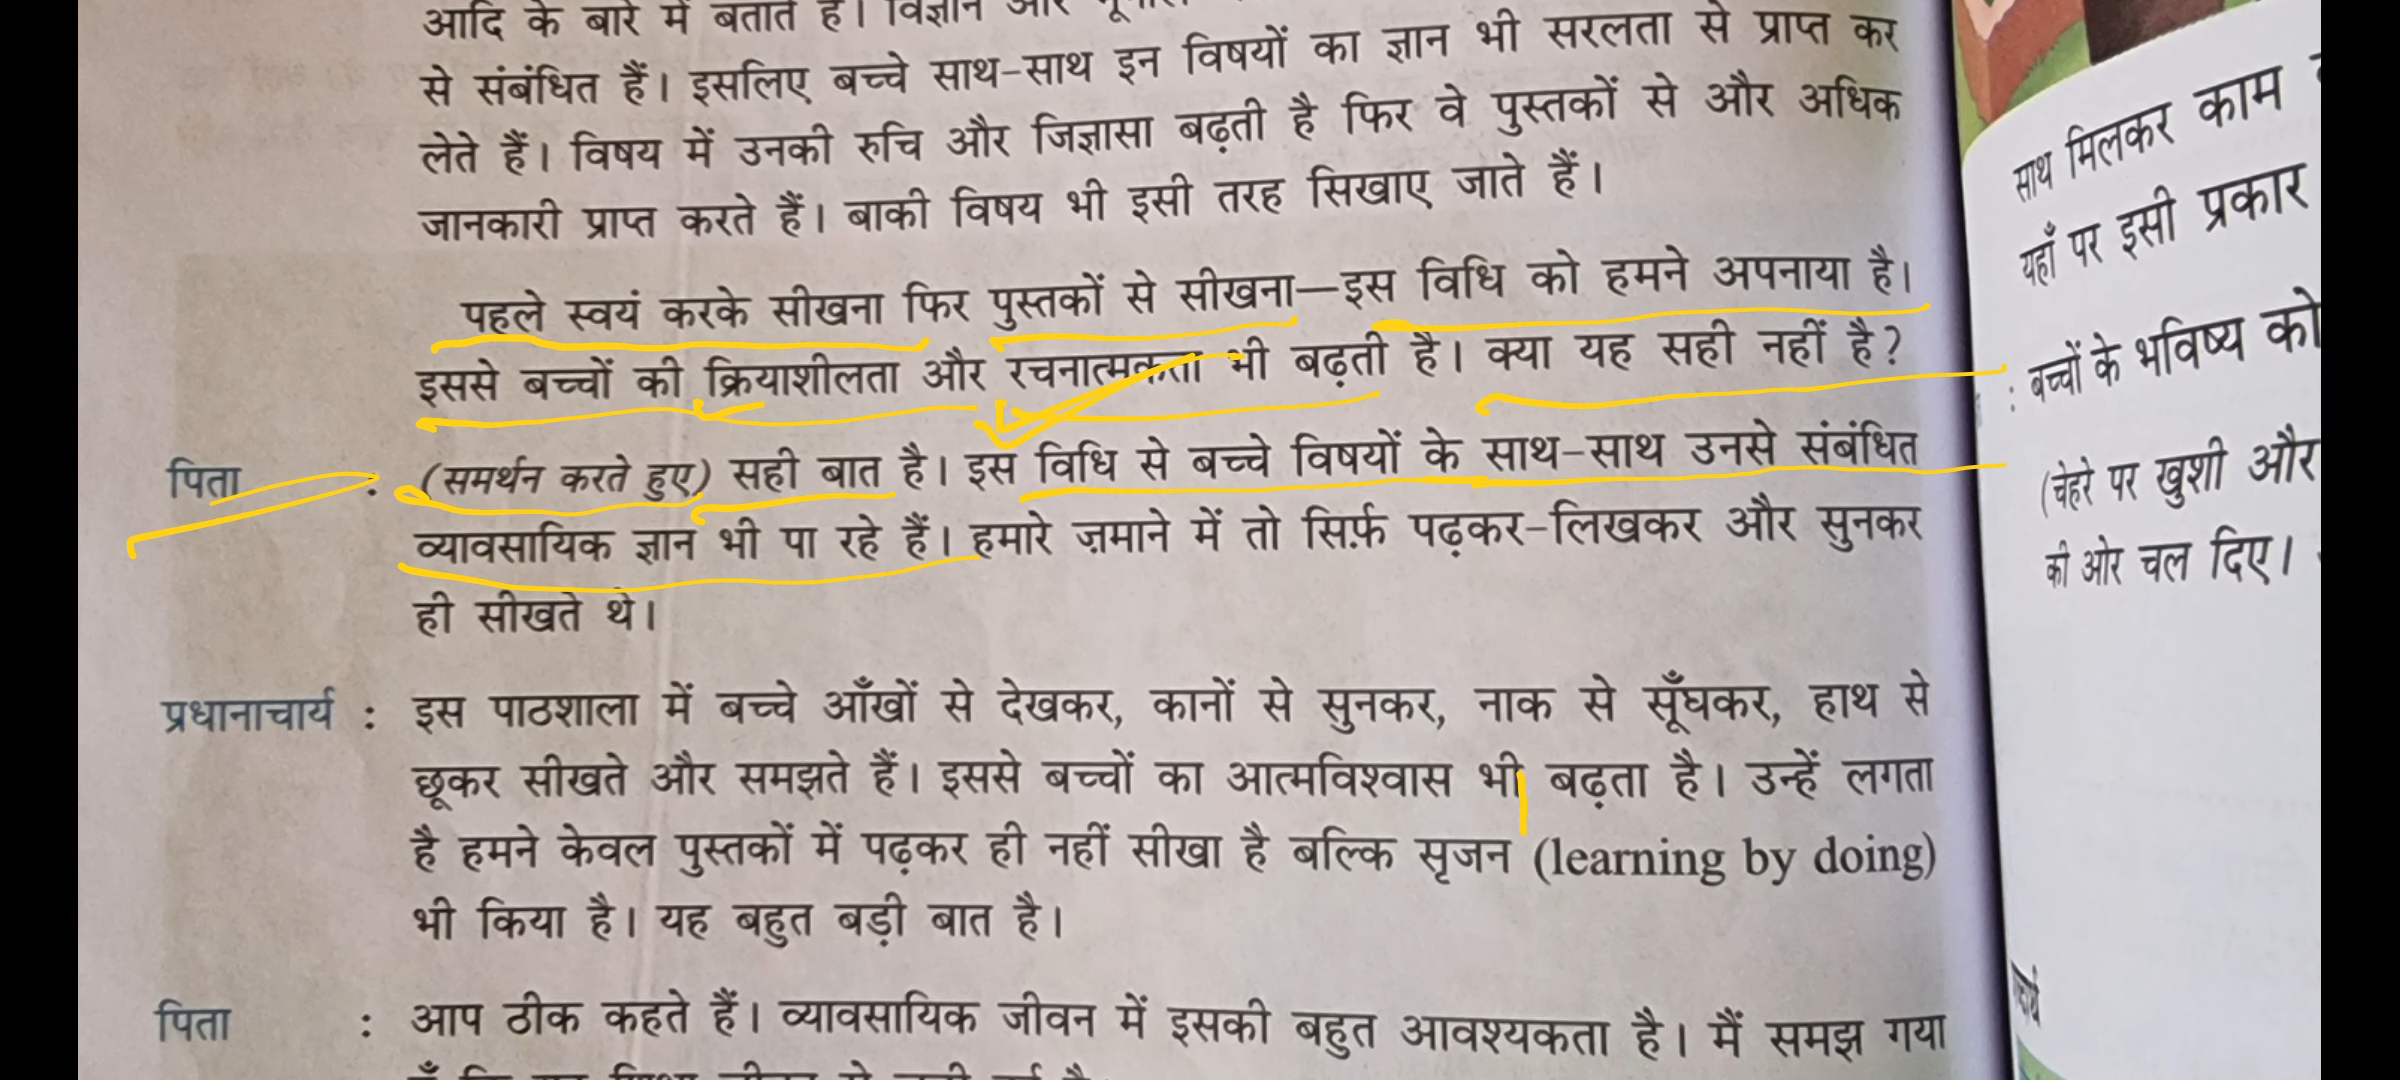 आदि के बारे में बताते हैं। विज्ञान और
से संबंधित हैं। इसलिए बच्चे साथ-साथ इन विषयों का ज्ञान भी सरलता से प्राप्त कर
लेते हैं। विषय में उनकी रुचि और जिज्ञासा बढ़ती है फिर वे पुस्तकों से और अधिक
जानकारी प्राप्त करते हैं। बाकी विषय भी इसी तरह सिखाए जाते हैं।
पहले स्वयं करके सीखना फिर पुस्तकों से सीखना—इस विधि को हमने अपनाया है।
इससे बच्चों की क्रियाशीलता और रचनात्मकता भी बढ़ती है। क्या यह सही नहीं है?
पिता : (समर्थन करते हुए) सही बात है। इस विधि से बच्चे विषयों के साथ-साथ उनसे संबंधित
व्यावसायिक ज्ञान भी पा रहे हैं। हमारे ज़माने में तो सिर्फ़ पढ़कर-लिखकर और सुनकर
ही सीखते थे।
प्रधानाचार्य : इस पाठशाला में बच्चे आँखों से देखकर, कानों से सुनकर, नाक से सूँघकर, हाथ से
छूकर सीखते और समझते हैं। इससे बच्चों का आत्मविश्वास भी बढ़ता है। उन्हें लगता
है हमने केवल पुस्तकों में पढ़कर ही नहीं सीखा है बल्कि सृजन (learning by doing)
भी किया है। यह बहुत बड़ी बात है।
पिता : आप ठीक कहते हैं। व्यावसायिक जीवन में इसकी बहुत आवश्यकता है। मैं समझ गया
साथ मिलकर काम
यहाँ पर इसी प्रकार
: बच्चों के भविष्य को
(चेहरे पर खुशी और
की ओर चल दिए।